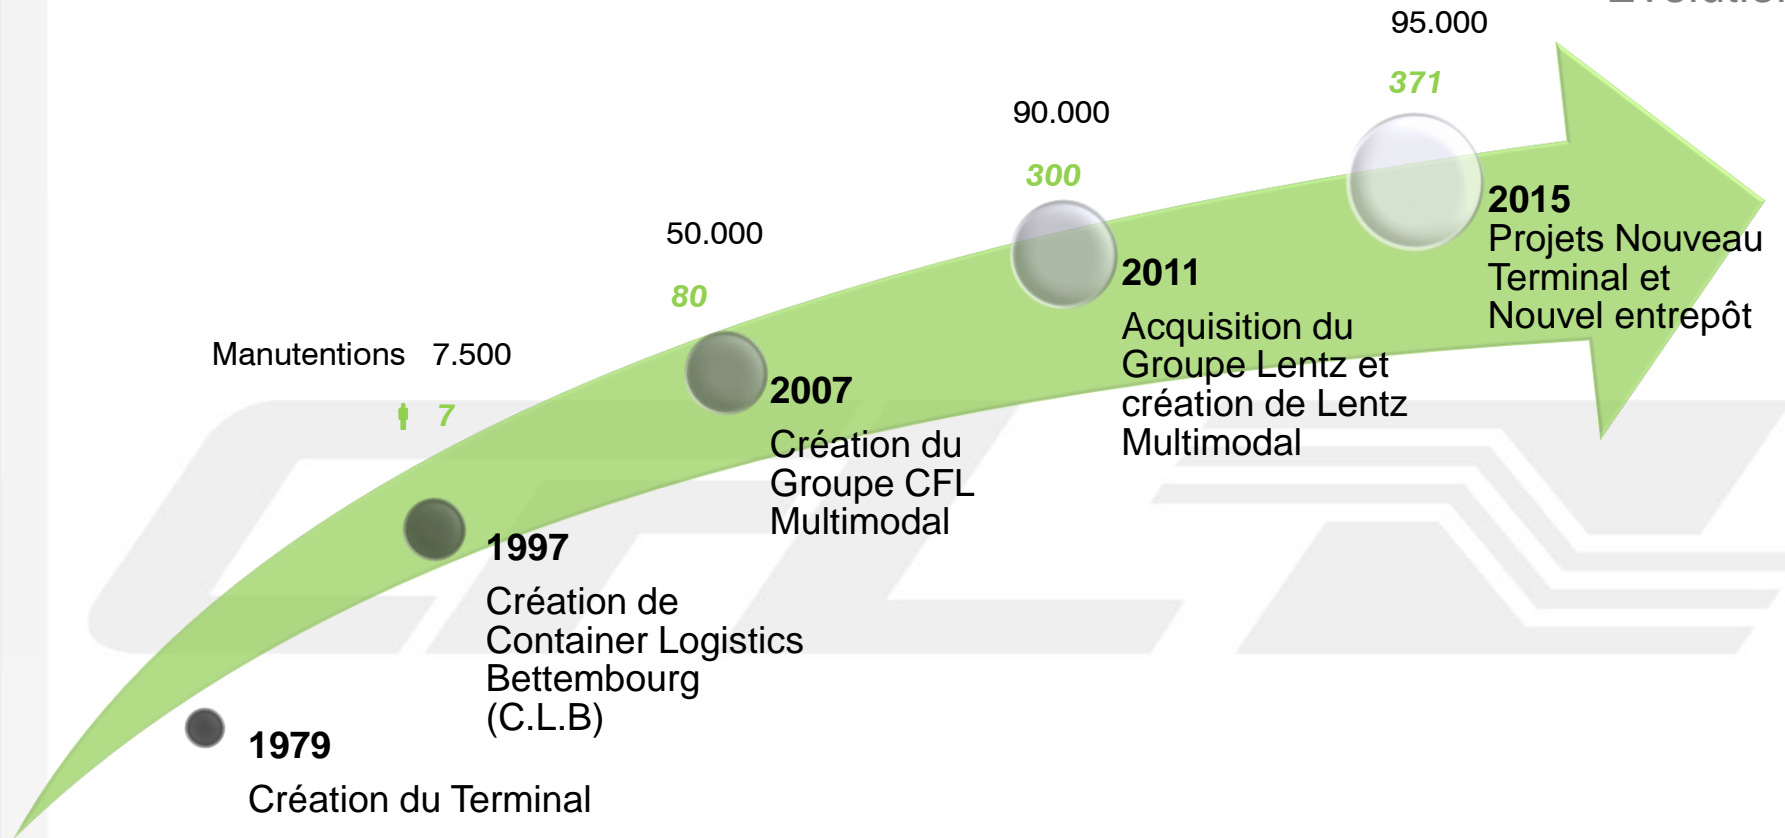 95.000
371
90.000
300
50.000
80
Manutentions 7.500
7
2015
Projets Nouveau
Terminal et
Nouvel entrepôt
2011
Acquisition du
Groupe Lentz et
création de Lentz
Multimodal
2007
Création du
Groupe CFL
Multimodal
1997
Création de
Container Logistics
Bettembourg
(C.L.B)
1979
Création du Terminal
CFL